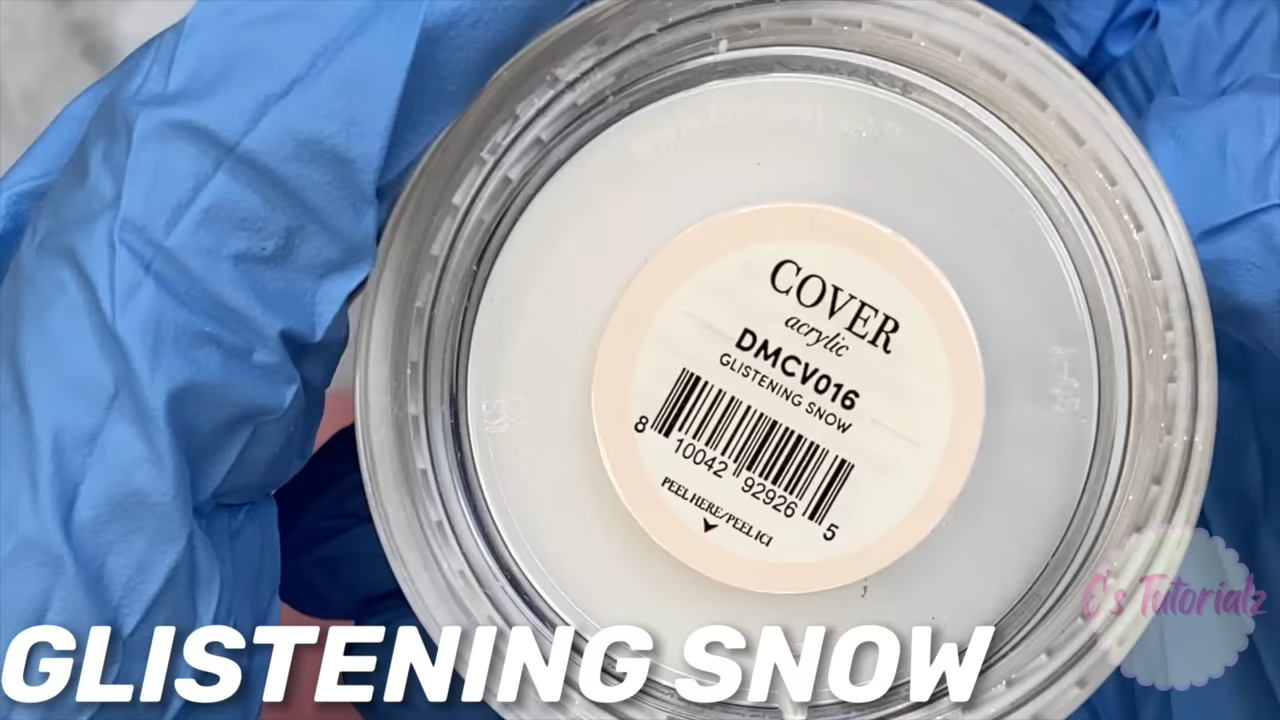 COVER
acrylic
DMCV016
GLISTENING SNOW
8 10042 92926 5
PEEL HERE/PEEL ICI
GLISTENING SNOW
E's Tutorialz